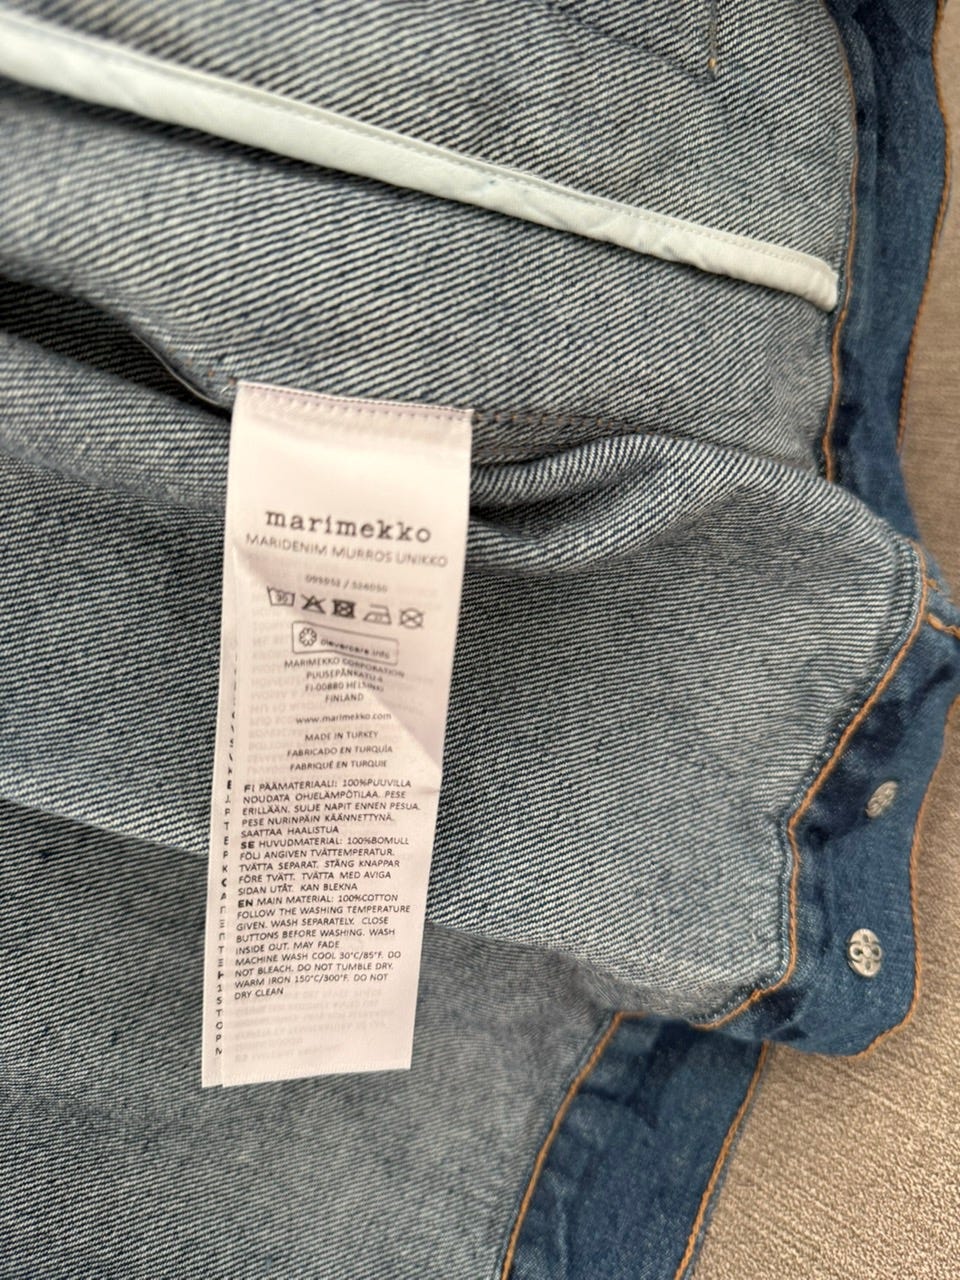 marimekko
MARIDENIM MURROS UNIKKO
30
clevercare.info
MARIMEKKO CORPORATION
PUUSEPÄNKATU 4
FI-00880 HELSINKI
FINLAND
www.marimekko.com
MADE IN TURKEY
FABRICADO EN TURQUÍA
FABRIQUÉ EN TURQUIE
FI PÄÄMATERIAALI: 100%PUUVILLA
NOUDATA OHJELÄMPÖTILAA. PESE
ERILLÄÄN. SULJE NAPIT ENNEN PESUA.
PESE NURINPÄIN KÄÄNNETTYNÄ.
SAATTAA HAALISTUA
SE HUVUDMATERIAL: 100%BOMULL
FÖLJ ANGIVEN TVÄTTEMPERATUR.
TVÄTTA SEPARAT. STÄNG KNAPPAR
FÖRE TVÄTT. TVÄTTA MED AVIGA
SIDAN UTÅT. KAN BLEKNA
EN MAIN MATERIAL: 100%COTTON
FOLLOW THE WASHING TEMPERATURE
GIVEN. WASH SEPARATELY. CLOSE
BUTTONS BEFORE WASHING. WASH
INSIDE OUT. MAY FADE
MACHINE WASH COOL 30°C/85°F. DO
NOT BLEACH. DO NOT TUMBLE DRY.
WARM IRON 150°C/300°F. DO NOT
DRY CLEAN